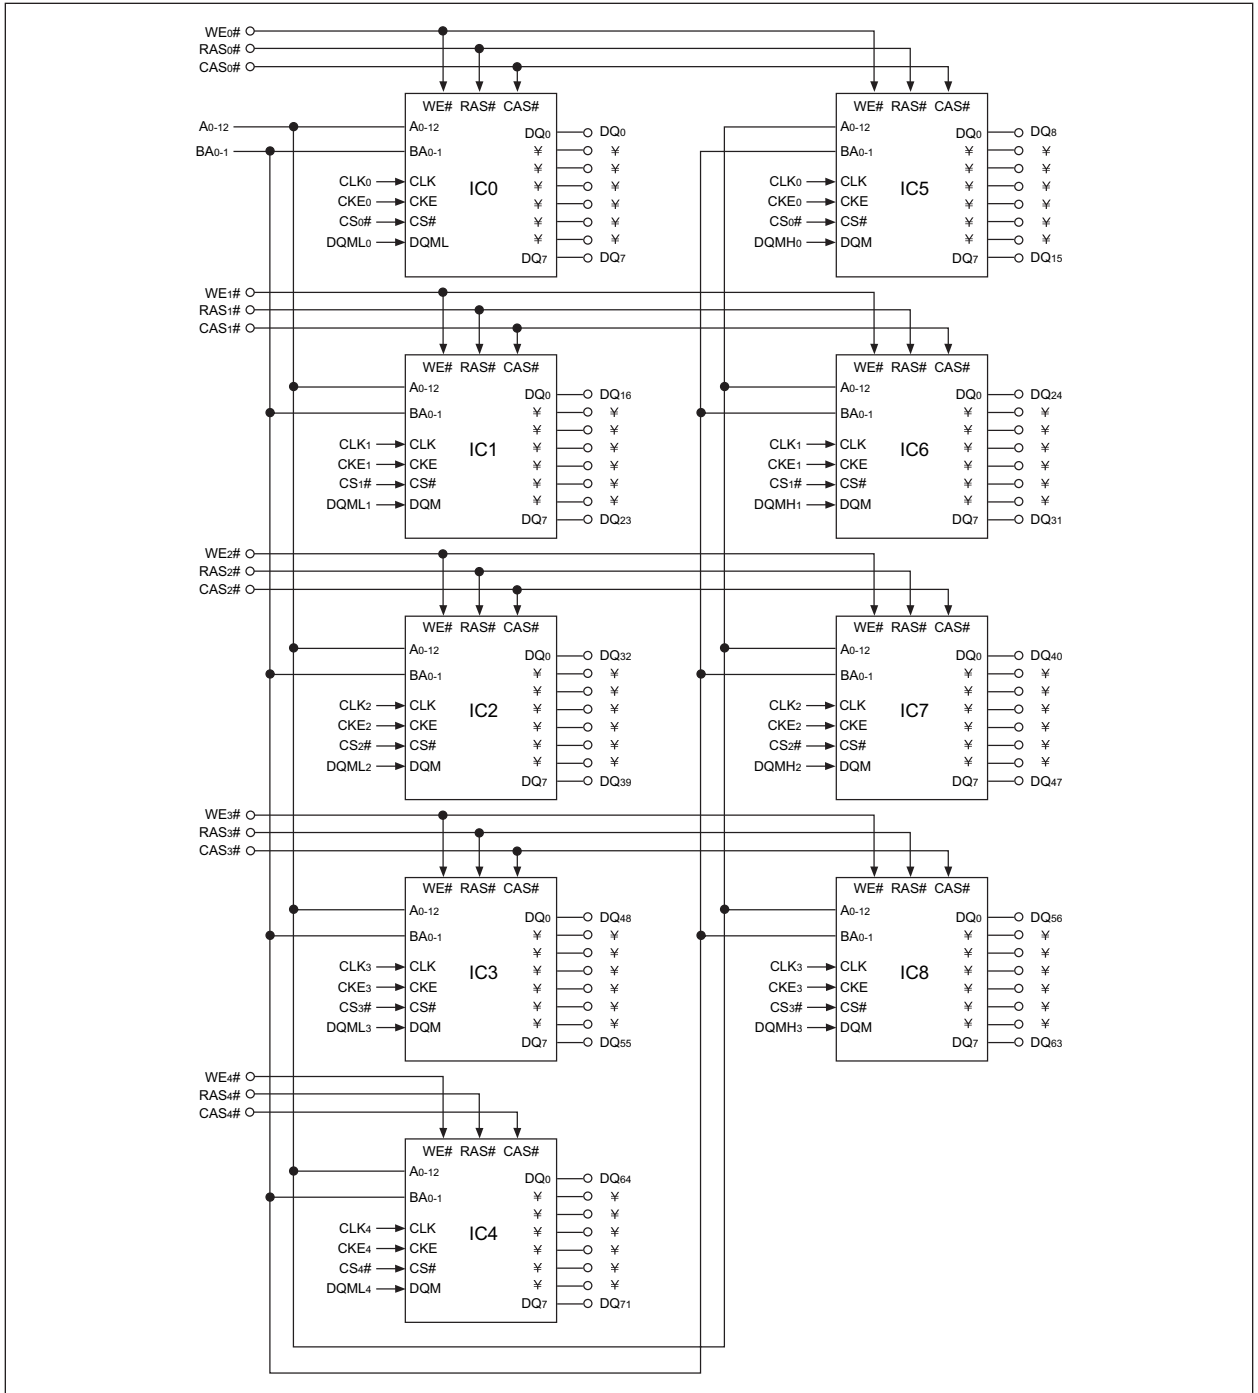 WE0#
RAS0#
CAS0#
A0-12
BA0-1
WE# RAS# CAS#
A0-12
BA0-1
CLK0 CLK
CKE0 CKE
CS0# CS#
DQML0 DQML
IC0
DQ0 DQ0
¥ ¥
¥ ¥
¥ ¥
¥ ¥
¥ ¥
¥ ¥
DQ7 DQ7
WE# RAS# CAS#
A0-12
BA0-1
CLK0 CLK
CKE0 CKE
CS0# CS#
DQMH0 DQM
IC5
DQ0 DQ8
¥ ¥
¥ ¥
¥ ¥
¥ ¥
¥ ¥
¥ ¥
DQ7 DQ15
WE1#
RAS1#
CAS1#
WE# RAS# CAS#
A0-12
BA0-1
CLK1 CLK
CKE1 CKE
CS1# CS#
DQML1 DQM
IC1
DQ0 DQ16
¥ ¥
¥ ¥
¥ ¥
¥ ¥
¥ ¥
¥ ¥
DQ7 DQ23
WE# RAS# CAS#
A0-12
BA0-1
CLK1 CLK
CKE1 CKE
CS1# CS#
DQMH1 DQM
IC6
DQ0 DQ24
¥ ¥
¥ ¥
¥ ¥
¥ ¥
¥ ¥
¥ ¥
DQ7 DQ31
WE2#
RAS2#
CAS2#
WE# RAS# CAS#
A0-12
BA0-1
CLK2 CLK
CKE2 CKE
CS2# CS#
DQML2 DQM
IC2
DQ0 DQ32
¥ ¥
¥ ¥
¥ ¥
¥ ¥
¥ ¥
¥ ¥
DQ7 DQ39
WE# RAS# CAS#
A0-12
BA0-1
CLK2 CLK
CKE2 CKE
CS2# CS#
DQMH2 DQM
IC7
DQ0 DQ40
¥ ¥
¥ ¥
¥ ¥
¥ ¥
¥ ¥
¥ ¥
DQ7 DQ47
WE3#
RAS3#
CAS3#
WE# RAS# CAS#
A0-12
BA0-1
CLK3 CLK
CKE3 CKE
CS3# CS#
DQML3 DQM
IC3
DQ0 DQ48
¥ ¥
¥ ¥
¥ ¥
¥ ¥
¥ ¥
¥ ¥
DQ7 DQ55
WE# RAS# CAS#
A0-12
BA0-1
CLK3 CLK
CKE3 CKE
CS3# CS#
DQMH3 DQM
IC8
DQ0 DQ56
¥ ¥
¥ ¥
¥ ¥
¥ ¥
¥ ¥
¥ ¥
DQ7 DQ63
WE4#
RAS4#
CAS4#
WE# RAS# CAS#
A0-12
BA0-1
CLK4 CLK
CKE4 CKE
CS4# CS#
DQML4 DQM
IC4
DQ0 DQ64
¥ ¥
¥ ¥
¥ ¥
¥ ¥
¥ ¥
¥ ¥
DQ7 DQ71